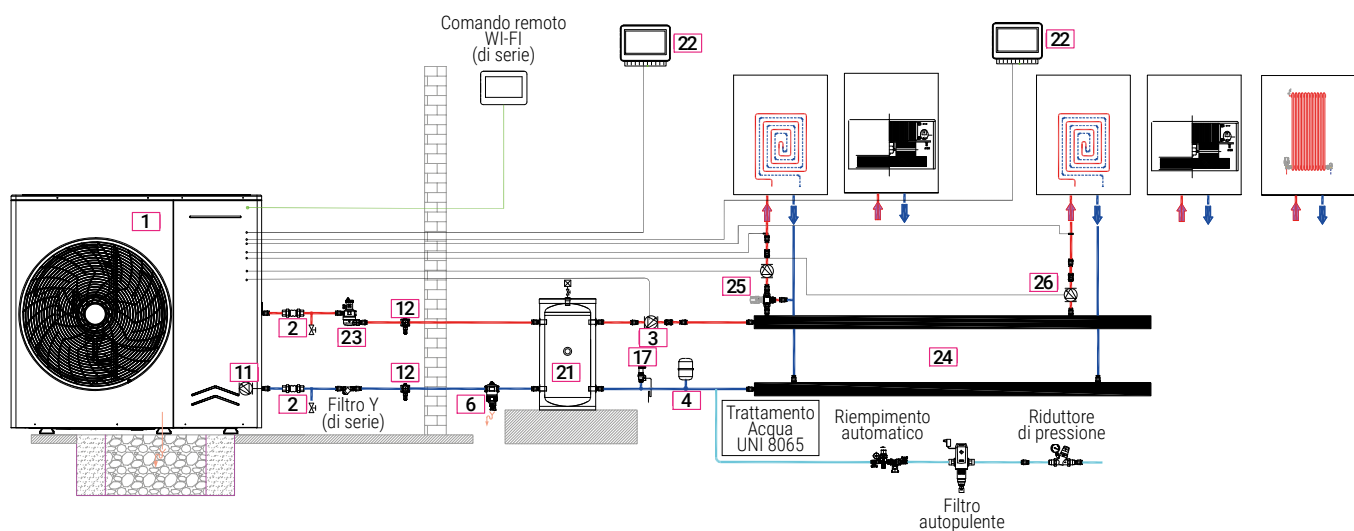 Comando remoto
WI-FI
(di serie)
22
22
1
25
26
12
2
23
3
11
17
24
12
21
2
Filtro Y
(di serie)
6
4
Trattamento
Acqua
UNI 8065
Riempimento
automatico
Riduttore
di pressione
Filtro
autopulente